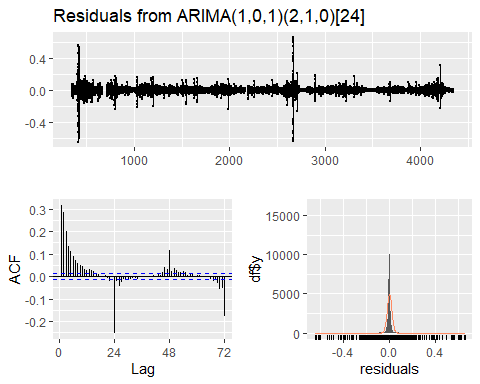 Residuals from ARIMA(1,0,1)(2,1,0)[24]
0.4
0.0
-0.4
1000 2000 3000 4000
ACF
0.3
0.2
0.1
0.0
-0.1
-0.2
0 24 48 72
Lag
df$y
15000
10000
5000
0
-0.4 0.0 0.4
residuals